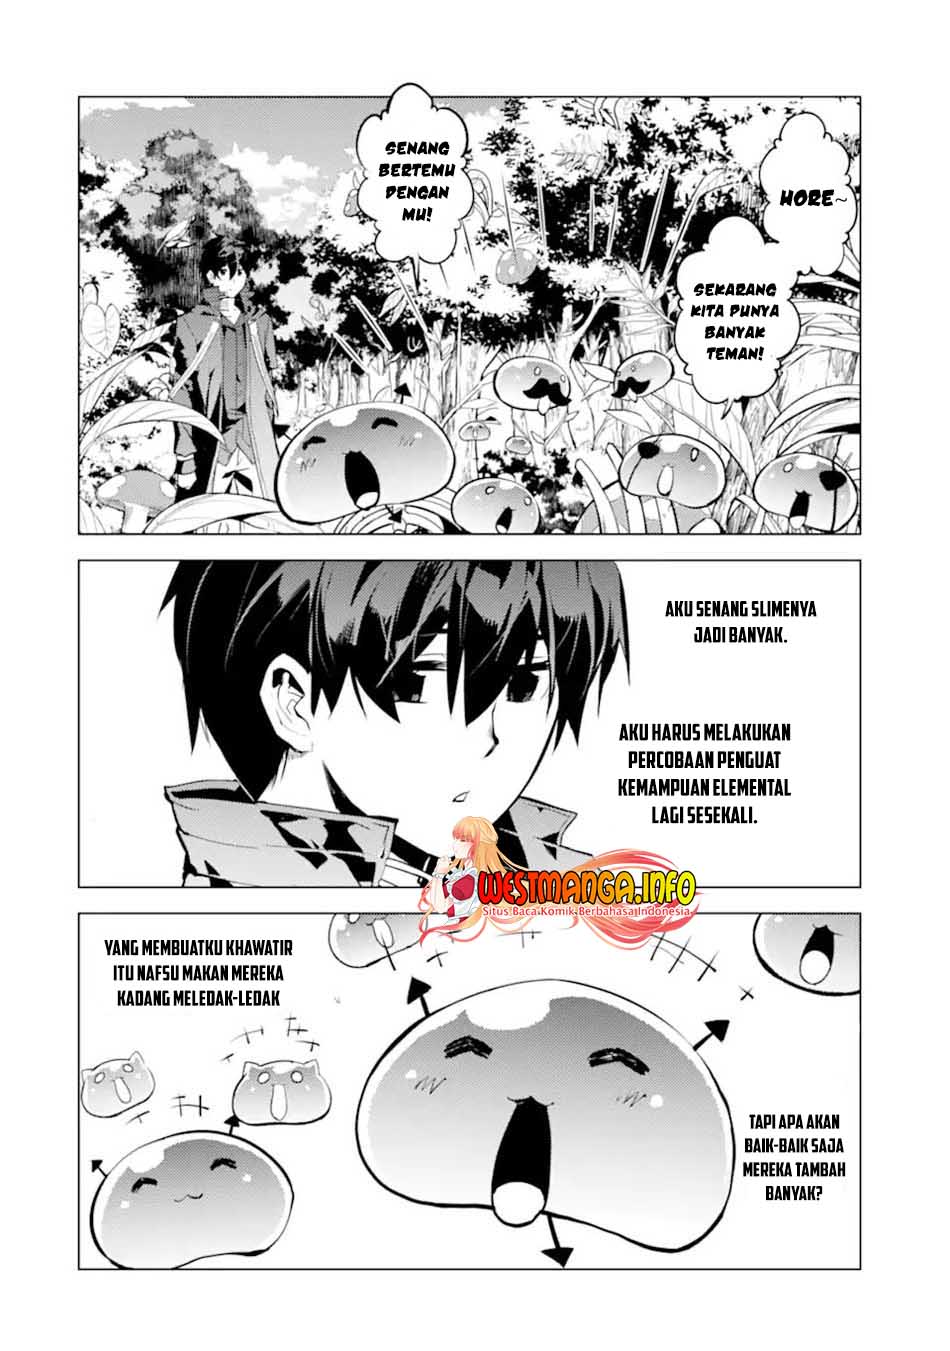 HORE~
SEKARANG
KITA PUNYA
BANYAK
TEMAN!
SENANG
BERTEMU
DENGAN
MU!
AKU SENANG SLIMENYA
JADI BANYAK.
AKU HARUS MELAKUKAN
PERCOBAAN PENGUAT
KEMAMPUAN ELEMENTAL
LAGI SESEKALI.
WESTMANGA.INFO
Situs Baca Komik Berbahasa Indonesia
YANG MEMBUATKU KHAWATIR
ITU NAFSU MAKAN MEREKA
KADANG MELEDAK-LEDAK
TAPI APA AKAN
BAIK-BAIK SAJA
MEREKA TAMBAH
BANYAK?